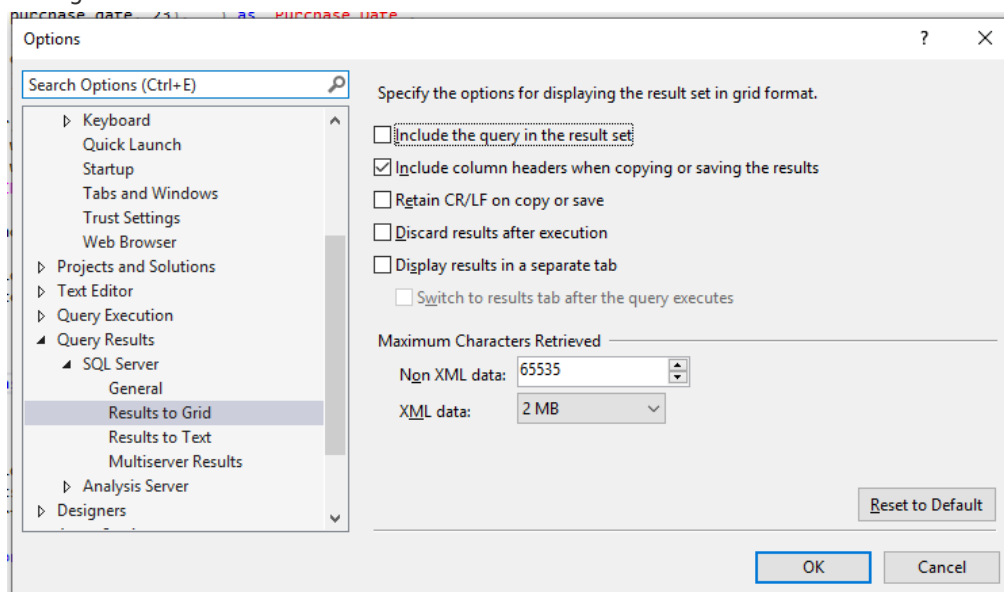 purchase_date, 23), ) as Purchase Date
Options
?
Search Options (Ctrl+E)
Keyboard
Quick Launch
Startup
Tabs and Windows
Trust Settings
Web Browser
Projects and Solutions
Text Editor
Query Execution
Query Results
SQL Server
General
Results to Grid
Results to Text
Multiserver Results
Analysis Server
Designers
Specify the options for displaying the result set in grid format.
Include the query in the result set
Include column headers when copying or saving the results
Retain CR/LF on copy or save
Discard results after execution
Display results in a separate tab
Switch to results tab after the query executes
Maximum Characters Retrieved
Non XML data: 65535
XML data: 2 MB
Reset to Default
OK Cancel